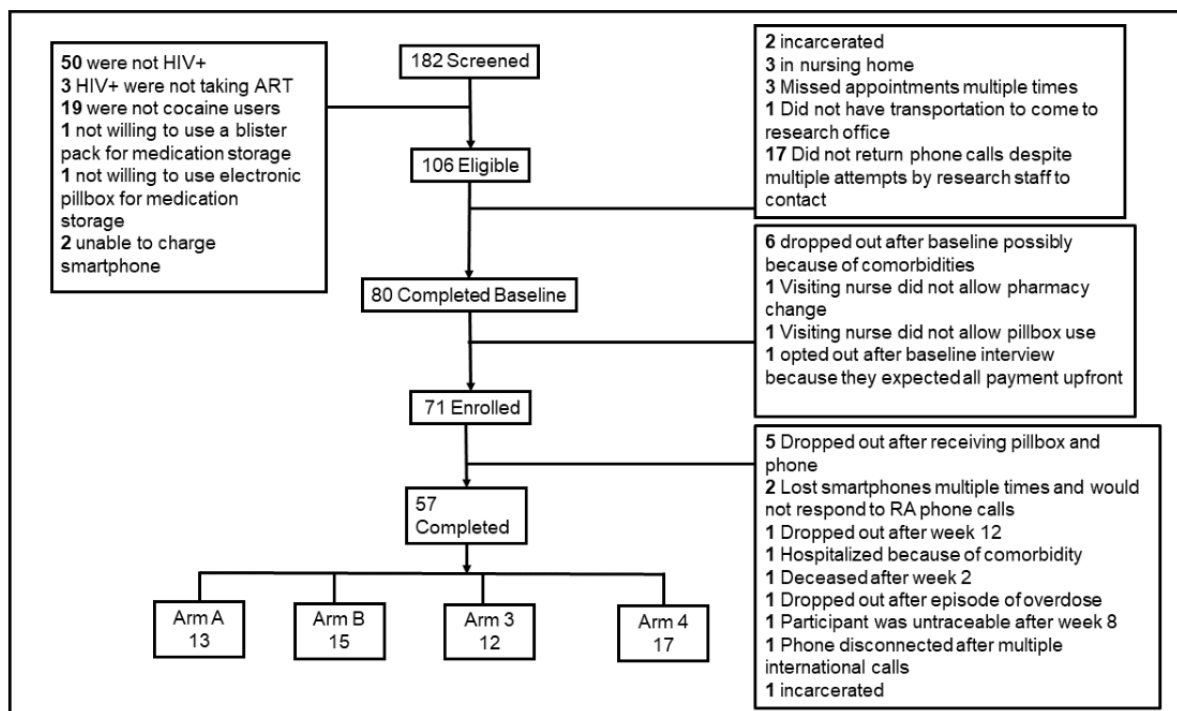 182 Screened
50 were not HIV+
3 HIV+ were not taking ART
19 were not cocaine users
1 not willing to use a blister
pack for medication storage
1 not willing to use electronic
pillbox for medication
storage
2 unable to charge
smartphone
106 Eligible
2 incarcerated
3 in nursing home
3 Missed appointments multiple times
1 Did not have transportation to come to
research office
17 Did not return phone calls despite
multiple attempts by research staff to
contact
80 Completed Baseline
6 dropped out after baseline possibly
because of comorbidities
1 Visiting nurse did not allow pharmacy
change
1 Visiting nurse did not allow pillbox use
1 opted out after baseline interview
because they expected all payment upfront
71 Enrolled
5 Dropped out after receiving pillbox and
phone
2 Lost smartphones multiple times and would
not respond to RA phone calls
1 Dropped out after week 12
1 Hospitalized because of comorbidity
1 Deceased after week 2
1 Dropped out after episode of overdose
1 Participant was untraceable after week 8
1 Phone disconnected after multiple
international calls
1 incarcerated
57
Completed
Arm A
13
Arm B
15
Arm 3
12
Arm 4
17